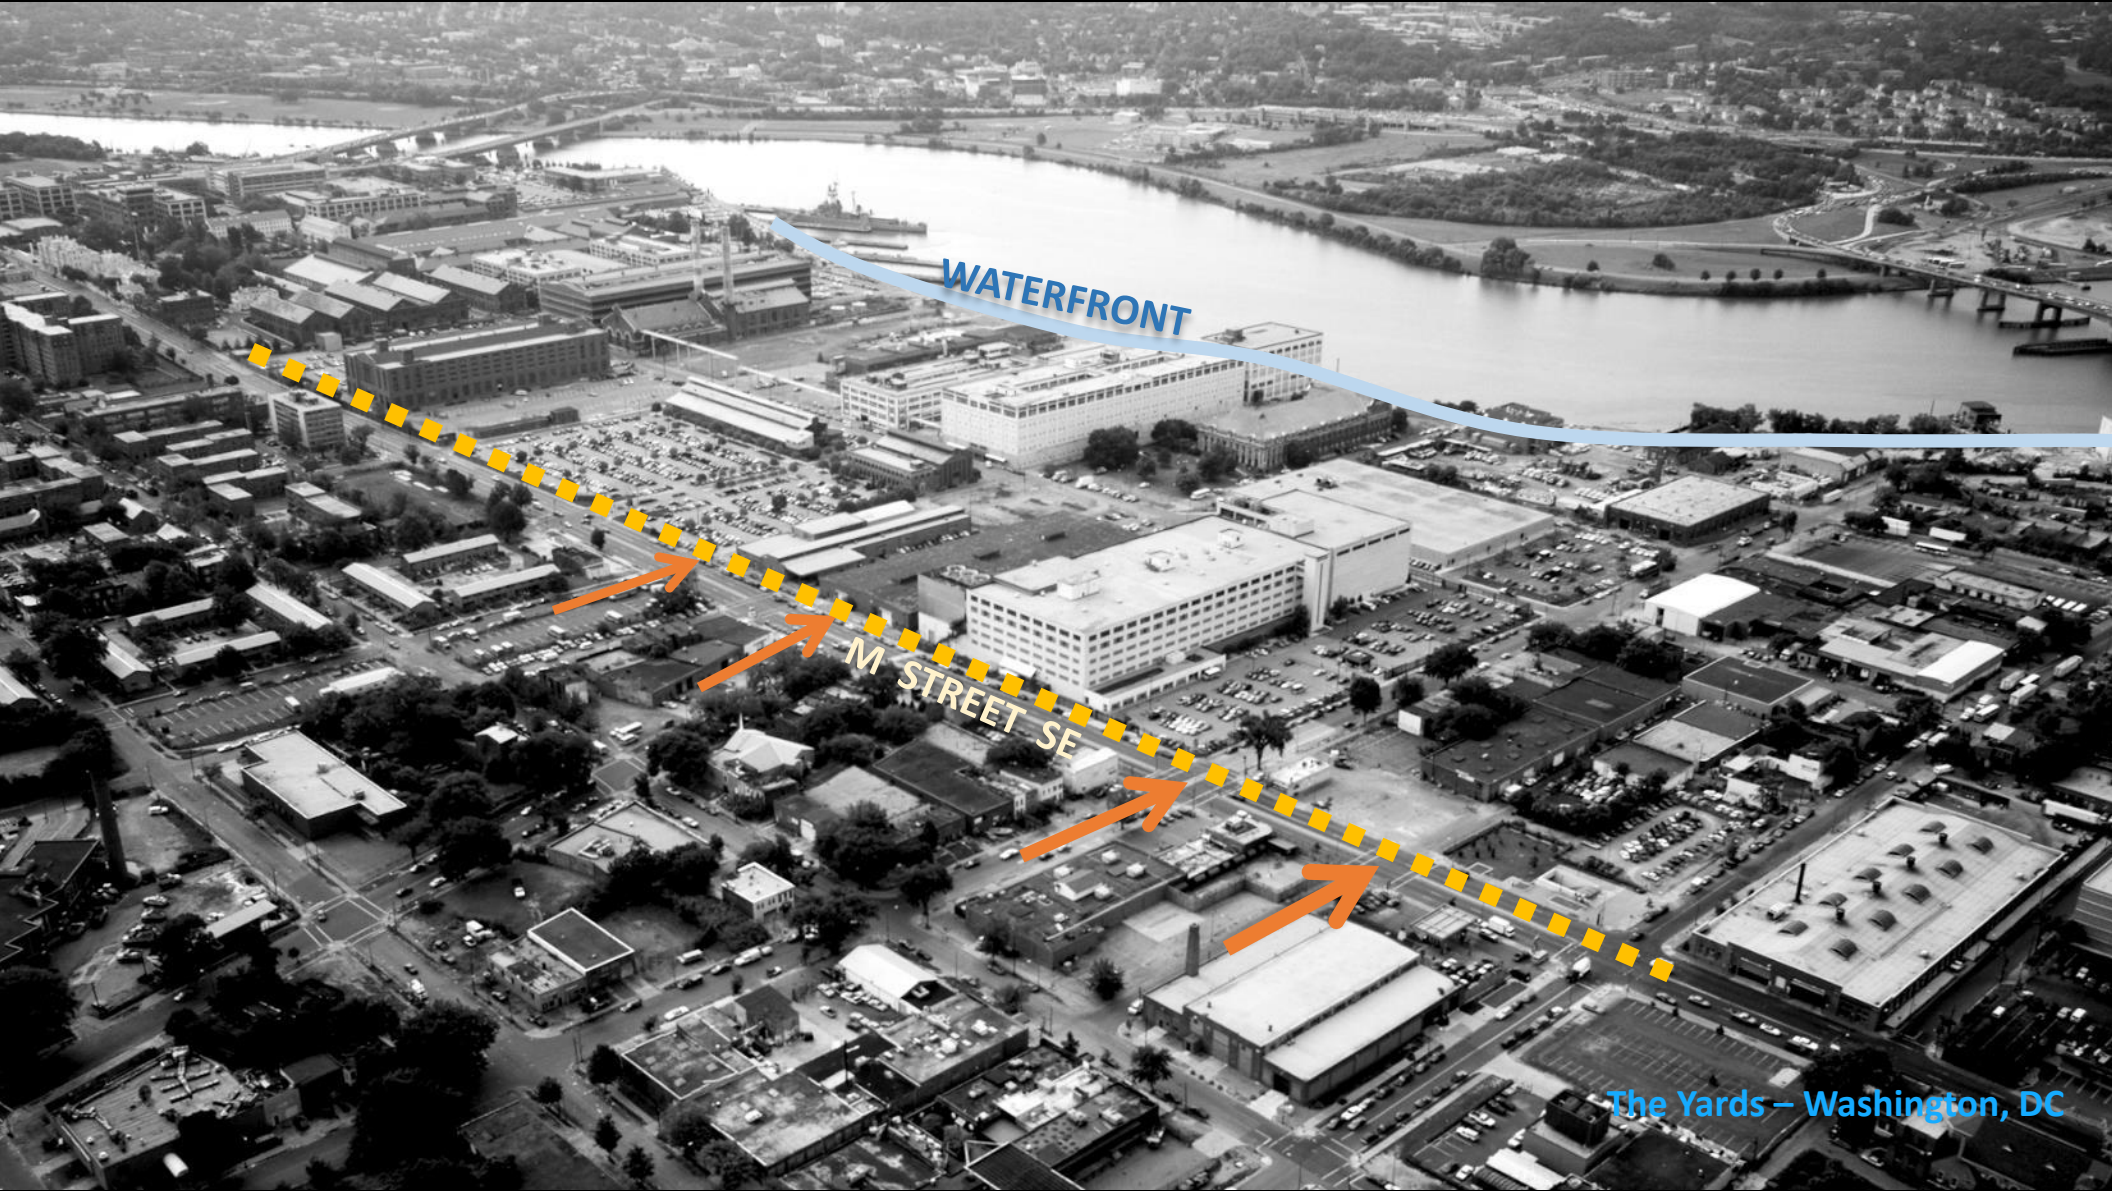 WATERFRONT
M STREET SE
The Yards – Washington, DC